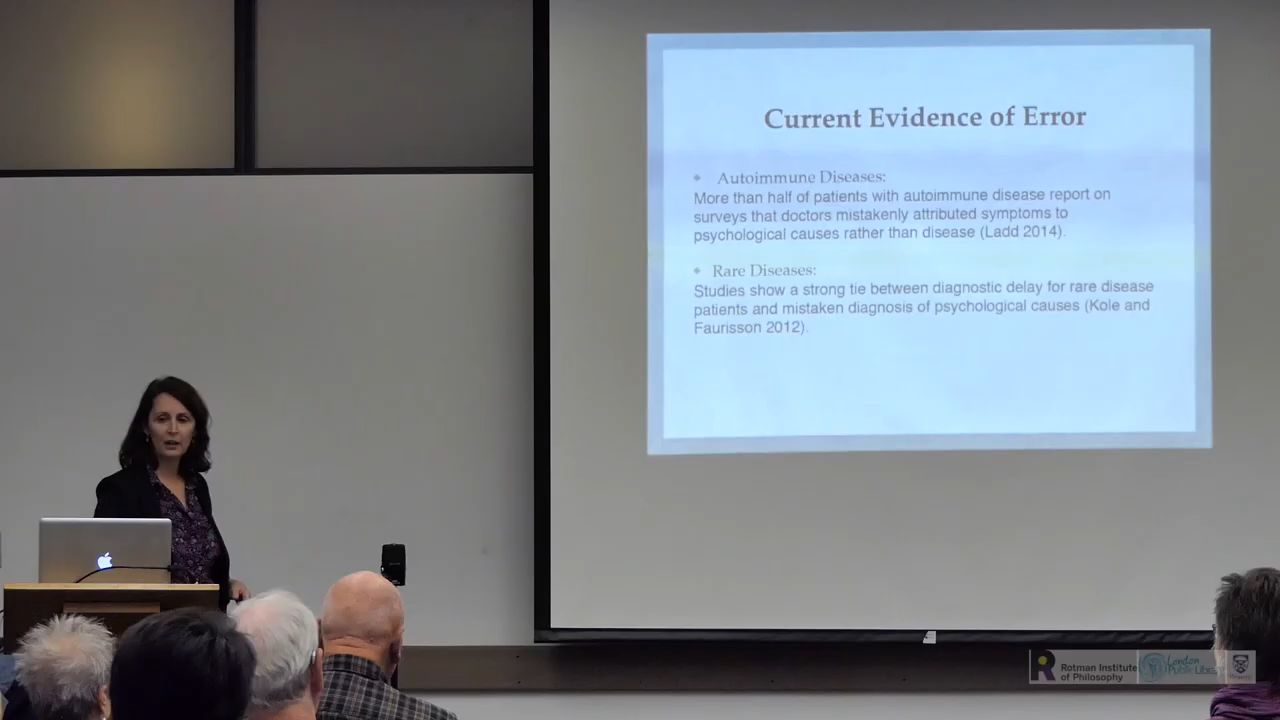 Current Evidence of Error
Autoimmune Diseases:
More than half of patients with autoimmune disease report on
surveys that doctors mistakenly attributed symptoms to
psychological causes rather than disease (Ladd 2014).
Rare Diseases:
Studies show a strong tie between diagnostic delay for rare disease
patients and mistaken diagnosis of psychological causes (Kole and
Faurisson 2012).
Rotman Institute
of Philosophy
London
Public Library